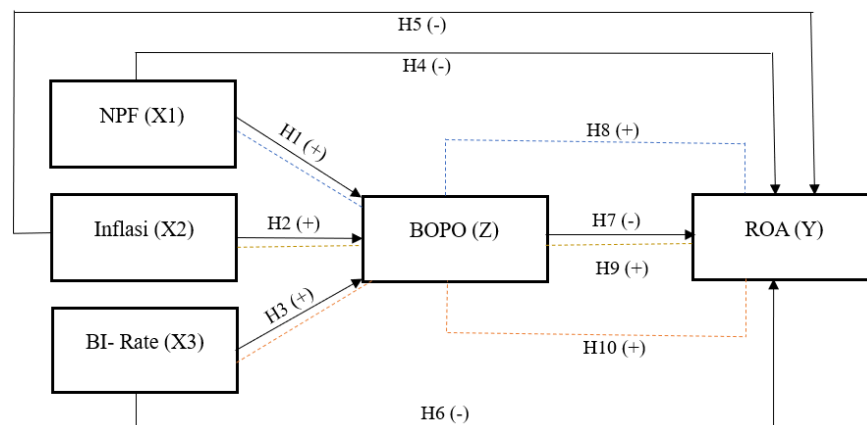 H5 (-)
H4 (-)
NPF (X1)
H1 (+)
H8 (+)
Inflasi (X2)
H2 (+)
BOPO (Z)
H7 (-)
ROA (Y)
H9 (+)
H3 (+)
BI- Rate (X3)
H10 (+)
H6 (-)